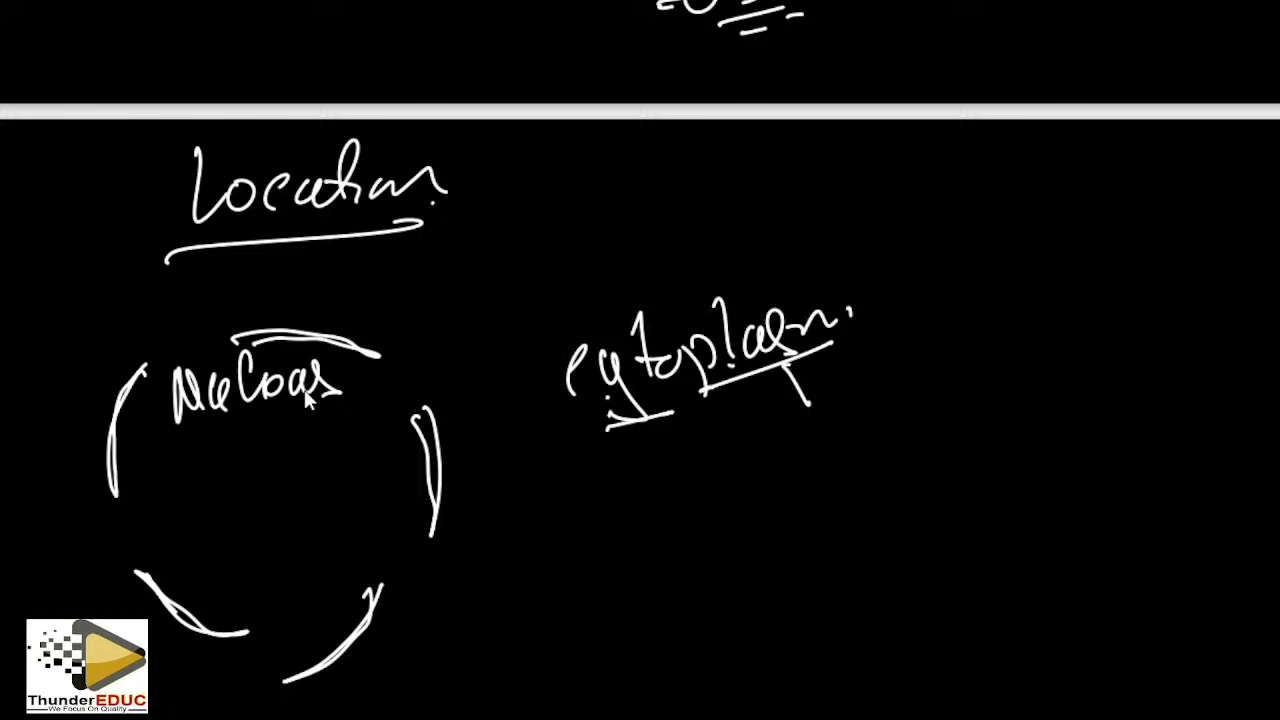 Location
cytoplasm
Nucleus
ThunderEDUC
We Focus On Quality